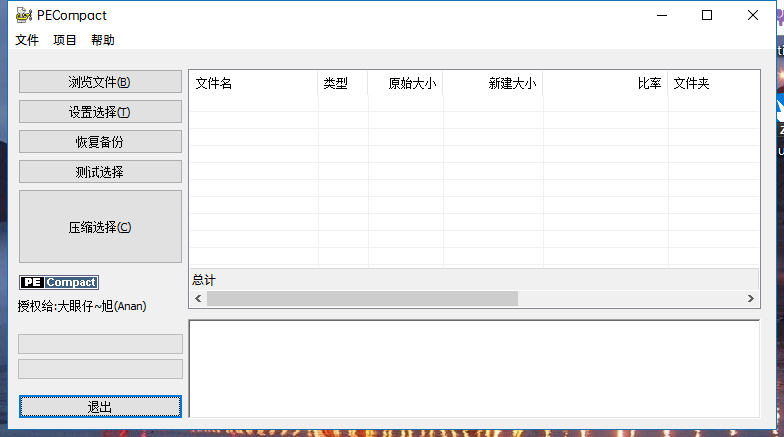 PECompact
文件 项目 帮助
浏览文件(B)
设置选择(T)
恢复备份
测试选择
压缩选择(C)
PE Compact
授权给:大眼仔~旭(Anan)
退出
文件名 类型 原始大小 新建大小 比率 文件夹
总计